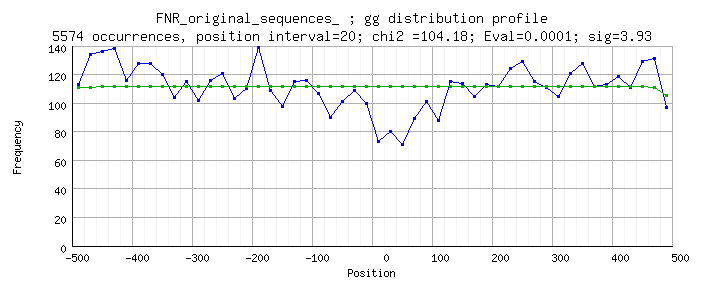 FNR_original_sequences_ ; gg distribution profile
5574 occurrences, position interval=20; chi2 =104.18; Eval=0.0001; sig=3.93
140
120
100
80
60
40
20
0
Frequency
-500 -400 -300 -200 -100 0 100 200 300 400 500
Position